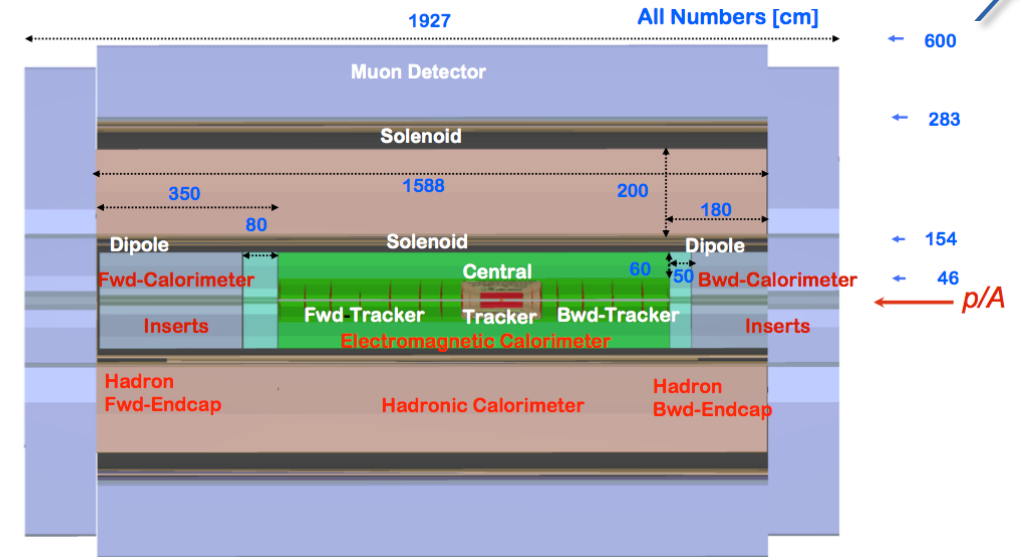 1927
All Numbers [cm]
600
Muon Detector
283
Solenoid
1588
350
200
180
80
Dipole
Solenoid
Dipole
154
Fwd-Calorimeter
Central
60
50
Bwd-Calorimeter
46
p/A
Inserts
Fwd-Tracker
Tracker
Bwd-Tracker
Inserts
Electromagnetic Calorimeter
Hadron
Fwd-Endcap
Hadronic Calorimeter
Hadron
Bwd-Endcap